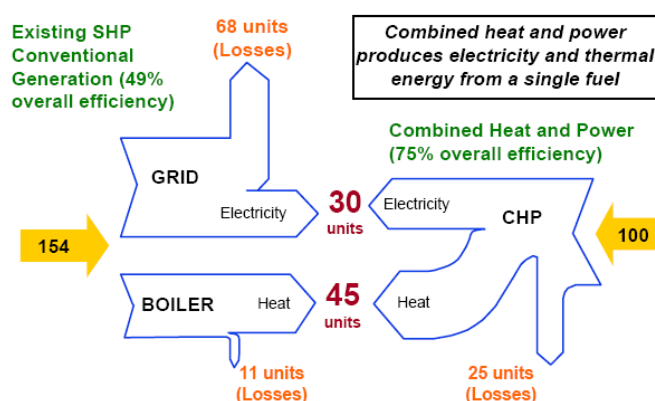 Existing SHP
Conventional
Generation (49%
overall efficiency)
68 units
(Losses)
Combined heat and power
produces electricity and thermal
energy from a single fuel
Combined Heat and Power
(75% overall efficiency)
GRID
Electricity
30
units
Electricity
CHP
154
100
BOILER
Heat
45
units
Heat
11 units
(Losses)
25 units
(Losses)